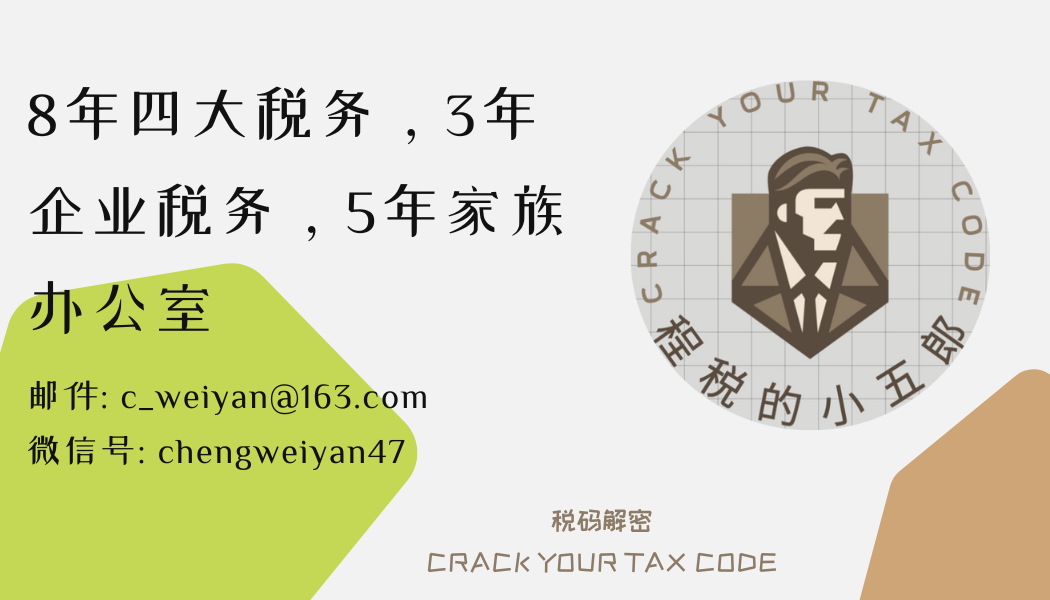 8年四大税务，3年
企业税务，5年家族
办公室
邮件: c_weiyan@163.com
微信号: chengweiyan47
CRACK YOUR TAX CODE
程税的小五郎
税码解密
CRACK YOUR TAX CODE